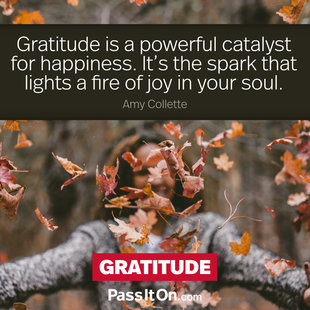 Gratitude is a powerful catalyst
for happiness. It’s the spark that
lights a fire of joy in your soul.
Amy Collette
GRATITUDE
PassItOn.com